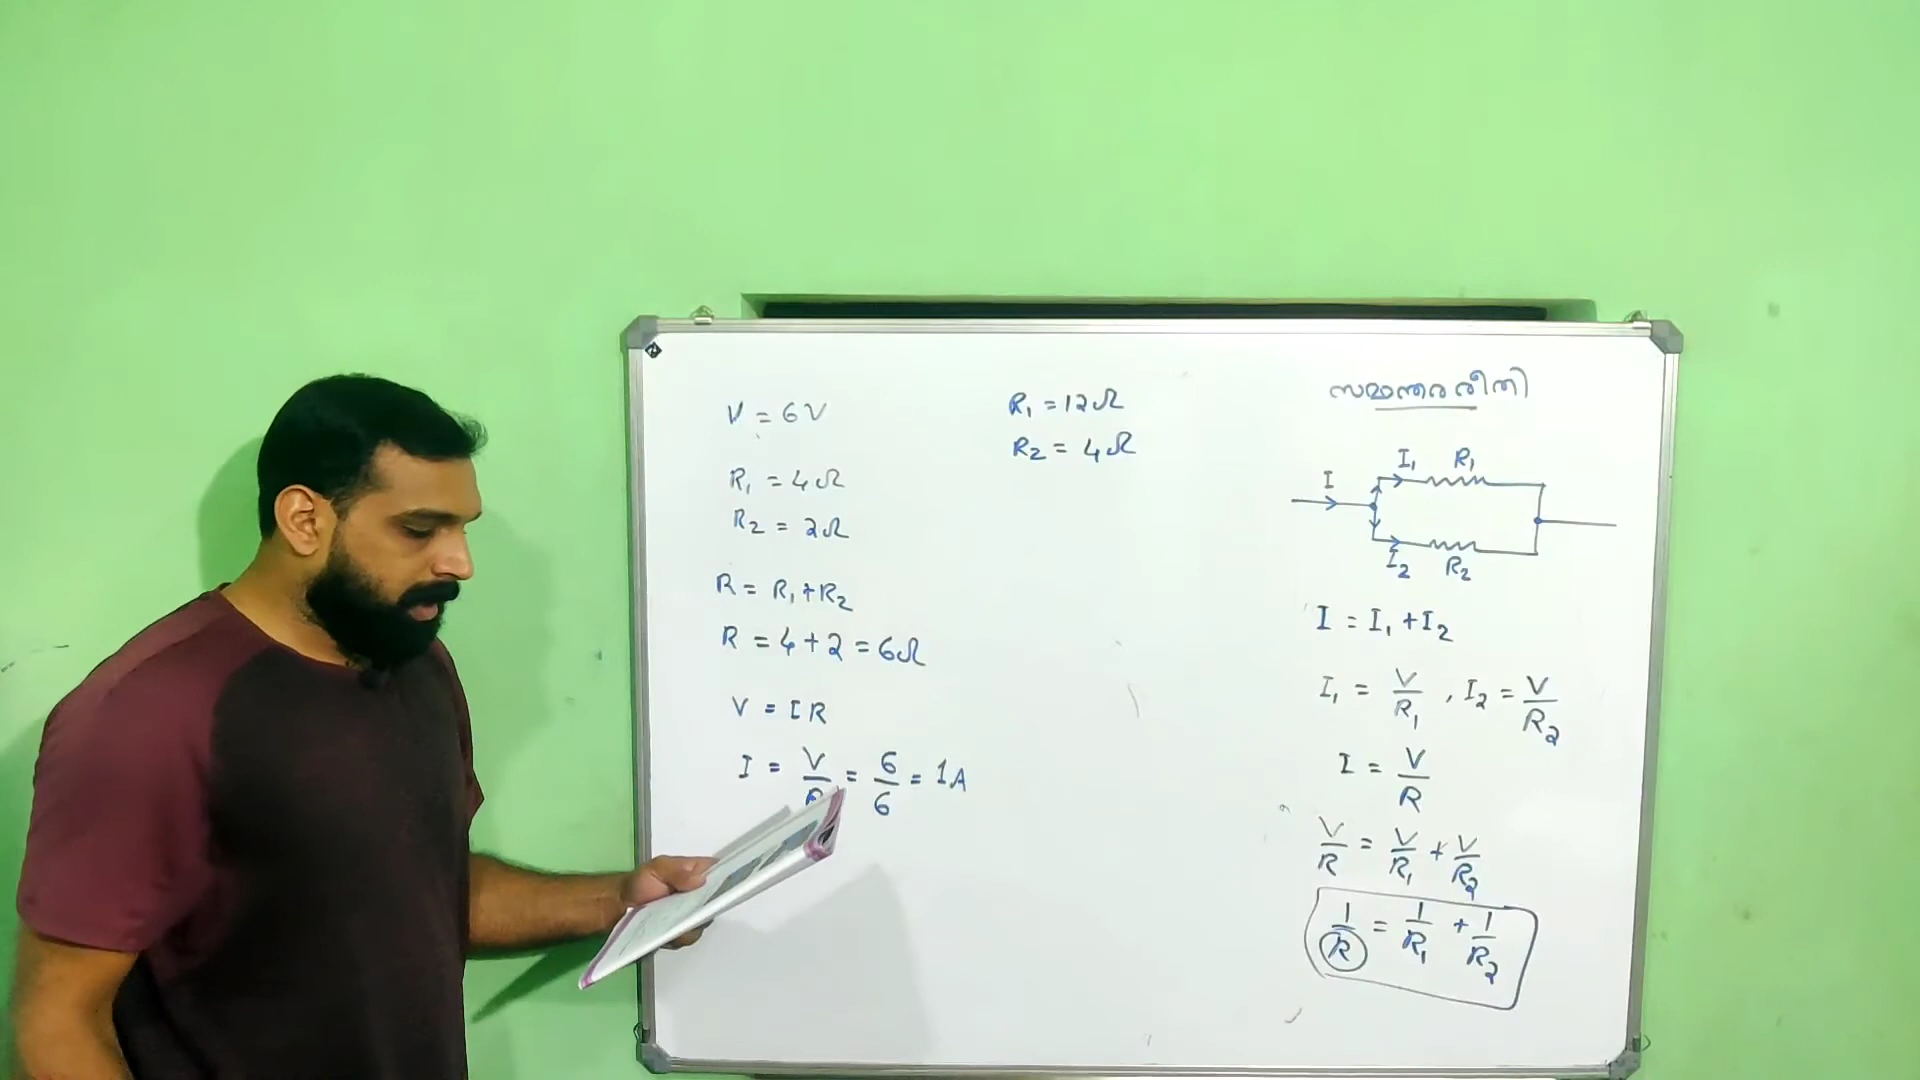 V = 6V
R₁ = 4Ω
R₂ = 2Ω
R = R₁+R₂
R = 4+2 = 6Ω
V = IR
I = V/R = 6/6 = 1A
R₁ = 12Ω
R₂ = 4Ω
സമാന്തരരീതി
I I₁ R₁
I₂ R₂
I = I₁+I₂
I₁ = V/R₁ , I₂ = V/R₂
I = V/R
V/R = V/R₁ + V/R₂
1/R = 1/R₁ + 1/R₂